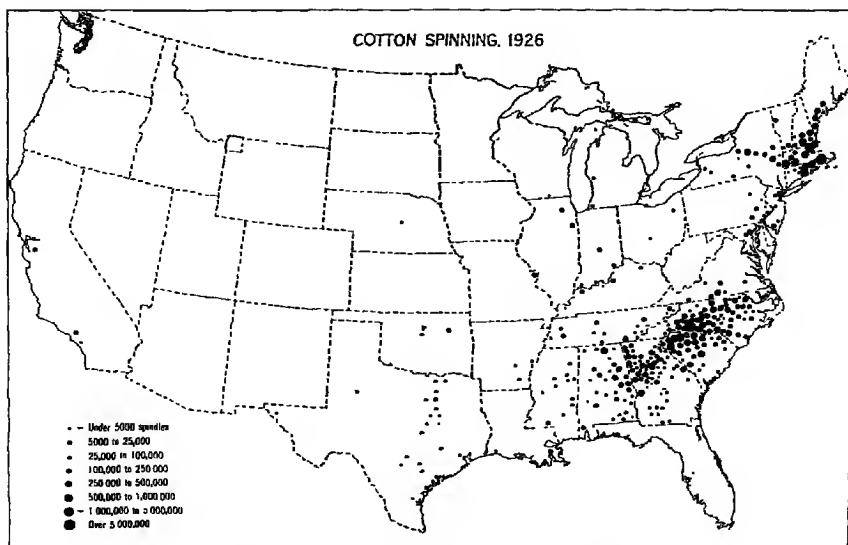 COTTON SPINNING, 1926
Under 5000 spindles
5000 to 25,000
25,000 to 100,000
100,000 to 250 000
250 000 to 500,000
500,000 to 1,000 000
1 000,000 to 000,000
Over 000,000